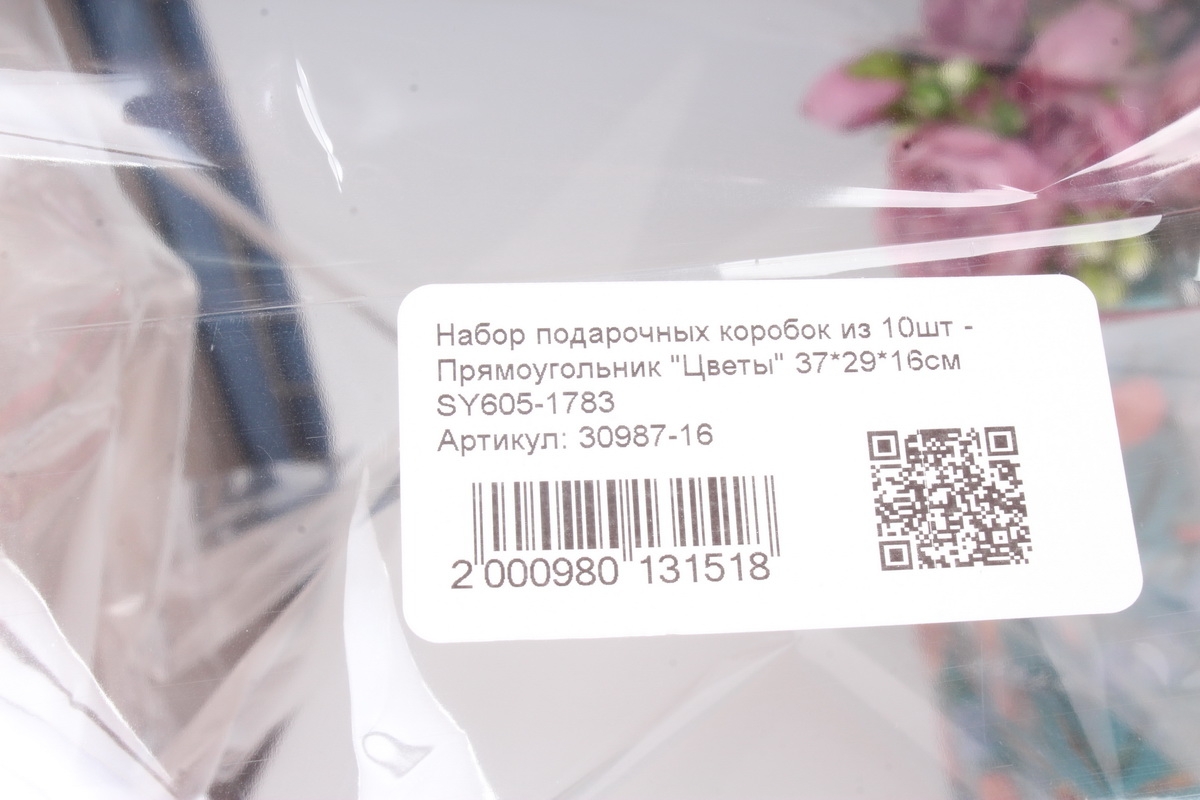 Набор подарочных коробок из 10шт -
Прямоугольник "Цветы" 37*29*16см
SY605-1783
Артикул: 30987-16
2 000980 131518